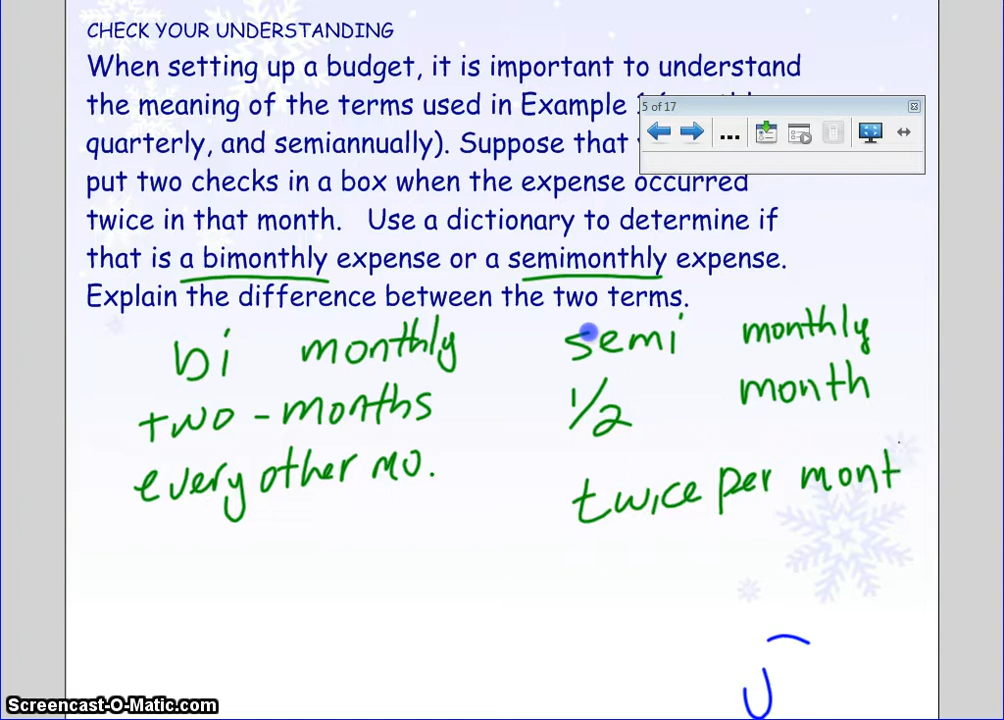 CHECK YOUR UNDERSTANDING
When setting up a budget, it is important to understand
the meaning of the terms used in Example
5 of 17
quarterly, and semiannually). Suppose that
put two checks in a box when the expense occurred
twice in that month. Use a dictionary to determine if
that is a bimonthly expense or a semimonthly expense.
Explain the difference between the two terms.
bi monthly semi monthly
two - months 1/2 month
every other mo. twice per mont
Screencast-O-Matic.com